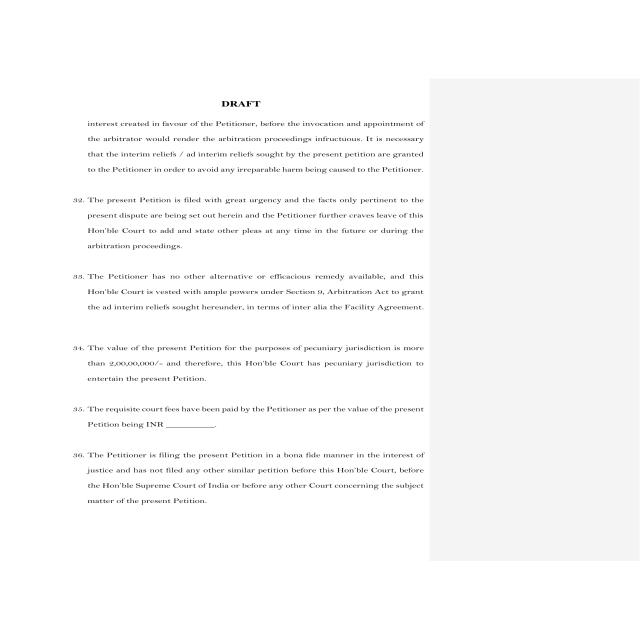 DRAFT
interest created in favour of the Petitioner, before the invocation and appointment of
the arbitrator would render the arbitration proceedings infructuous. It is necessary
that the interim reliefs / ad interim reliefs sought by the present petition are granted
to the Petitioner in order to avoid any irreparable harm being caused to the Petitioner.
32. The present Petition is filed with great urgency and the facts only pertinent to the
present dispute are being set out herein and the Petitioner further craves leave of this
Hon'ble Court to add and state other pleas at any time in the future or during the
arbitration proceedings.
33. The Petitioner has no other alternative or efficacious remedy available, and this
Hon'ble Court is vested with ample powers under Section 9, Arbitration Act to grant
the ad interim reliefs sought hereunder, in terms of inter alia the Facility Agreement.
34. The value of the present Petition for the purposes of pecuniary jurisdiction is more
than 2,00,00,000/- and therefore, this Hon'ble Court has pecuniary jurisdiction to
entertain the present Petition.
35. The requisite court fees have been paid by the Petitioner as per the value of the present
Petition being INR ___________.
36. The Petitioner is filing the present Petition in a bona fide manner in the interest of
justice and has not filed any other similar petition before this Hon'ble Court, before
the Hon'ble Supreme Court of India or before any other Court concerning the subject
matter of the present Petition.